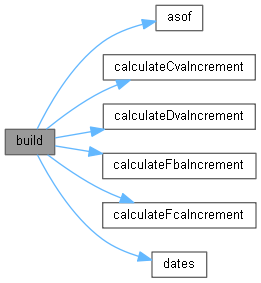 asof
calculateCvaIncrement
calculateDvaIncrement
build
calculateFbaIncrement
calculateFcaIncrement
dates